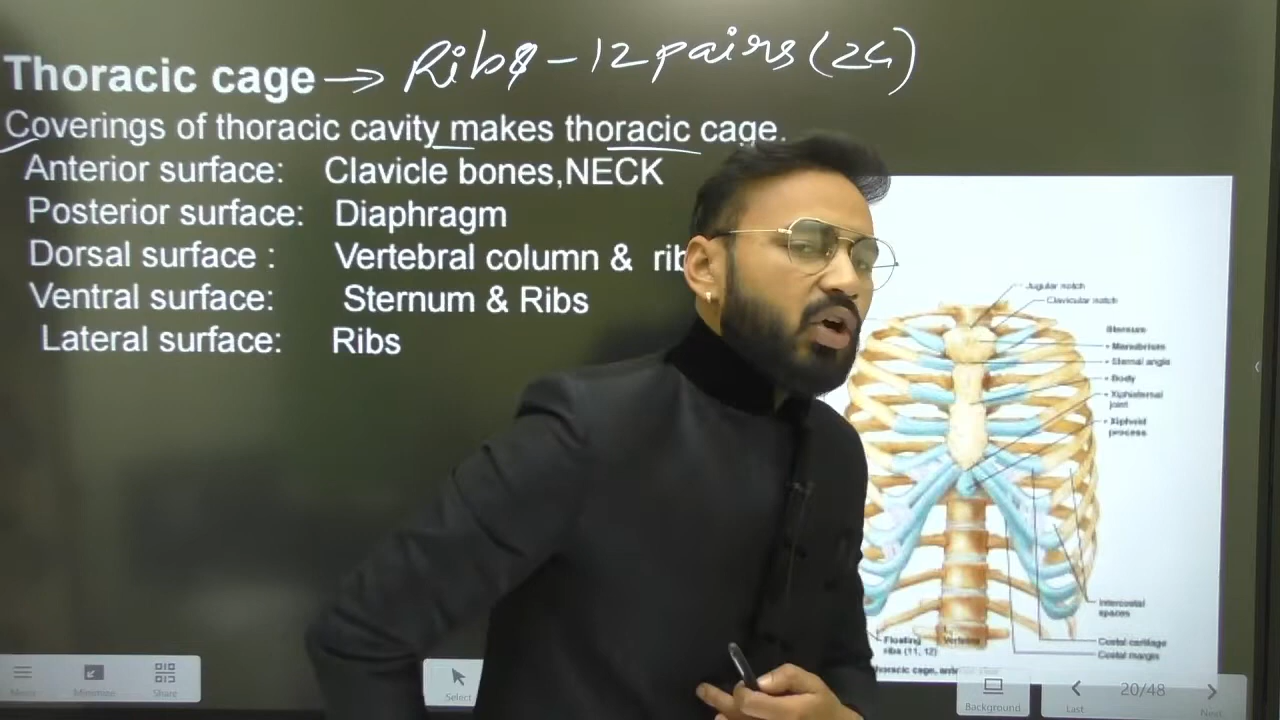 Thoracic cage → Ribs - 12 pairs (24)
Coverings of thoracic cavity makes thoracic cage.
Anterior surface: Clavicle bones,NECK
Posterior surface: Diaphragm
Dorsal surface : Vertebral column &
Ventral surface: Sternum & Ribs
Lateral surface: Ribs
Jugular notch
Clavicular notch
Sternum
• Manubrium
• Sternal angle
• Body
• Xiphisternal joint
• Xiphoid process
Intercostal spaces
Costal cartilage
Costal margin
Floating ribs (11, 12)
Vertebra
Menu
Minimize
Share
Select
Background
Last
20/48
Next